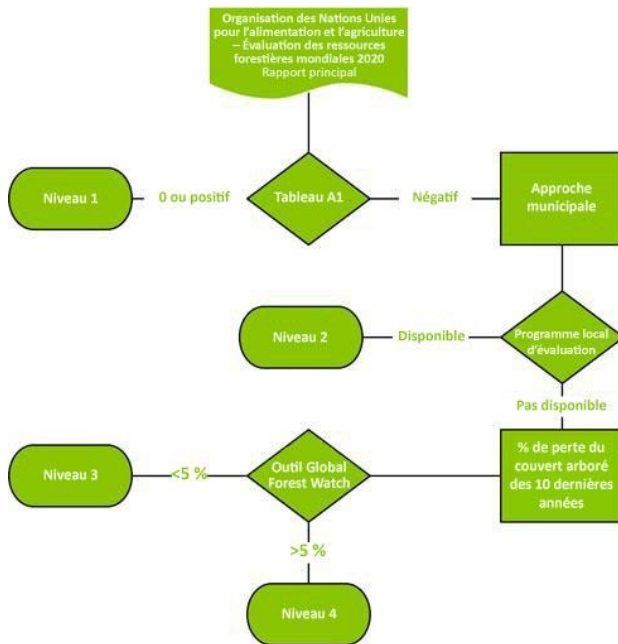 Organisation des Nations Unies
pour l'alimentation et l'agriculture
– Évaluation des ressources
forestières mondiales 2020
Rapport principal
Niveau 1
0 ou positif
Tableau A1
Négatif
Approche
municipale
Niveau 2
Disponible
Programme local
d'évaluation
Pas disponible
Niveau 3
<5 %
Outil Global
Forest Watch
% de perte du
couvert arboré
des 10 dernières
années
>5 %
Niveau 4